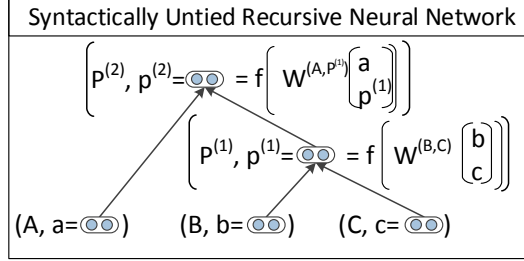 Syntactically Untied Recursive Neural Network
(P^(2), p^(2)= = f( W^(A,P^(1)) [a p^(1)]))
(P^(1), p^(1)= = f( W^(B,C) [b c]))
(A, a= ) (B, b= ) (C, c= )